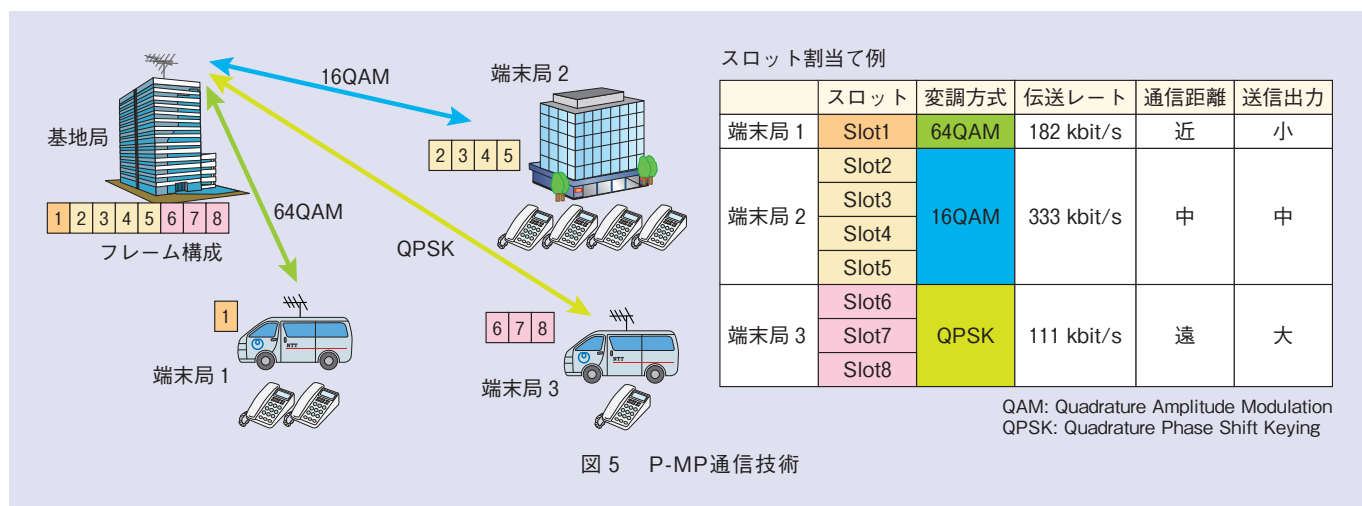 16QAM
端末局 2
基地局
2 3 4 5
1 2 3 4 5 6 7 8
フレーム構成
64QAM
QPSK
1
NTT
端末局 1
6 7 8
NTT
端末局 3
スロット割当て例
スロット 変調方式 伝送レート 通信距離 送信出力
端末局 1 Slot1 64QAM 182 kbit/s 近 小
端末局 2 Slot2 16QAM 333 kbit/s 中 中
Slot3
Slot4
Slot5
端末局 3 Slot6 QPSK 111 kbit/s 遠 大
Slot7
Slot8
QAM: Quadrature Amplitude Modulation
QPSK: Quadrature Phase Shift Keying
図 5 P-MP通信技術